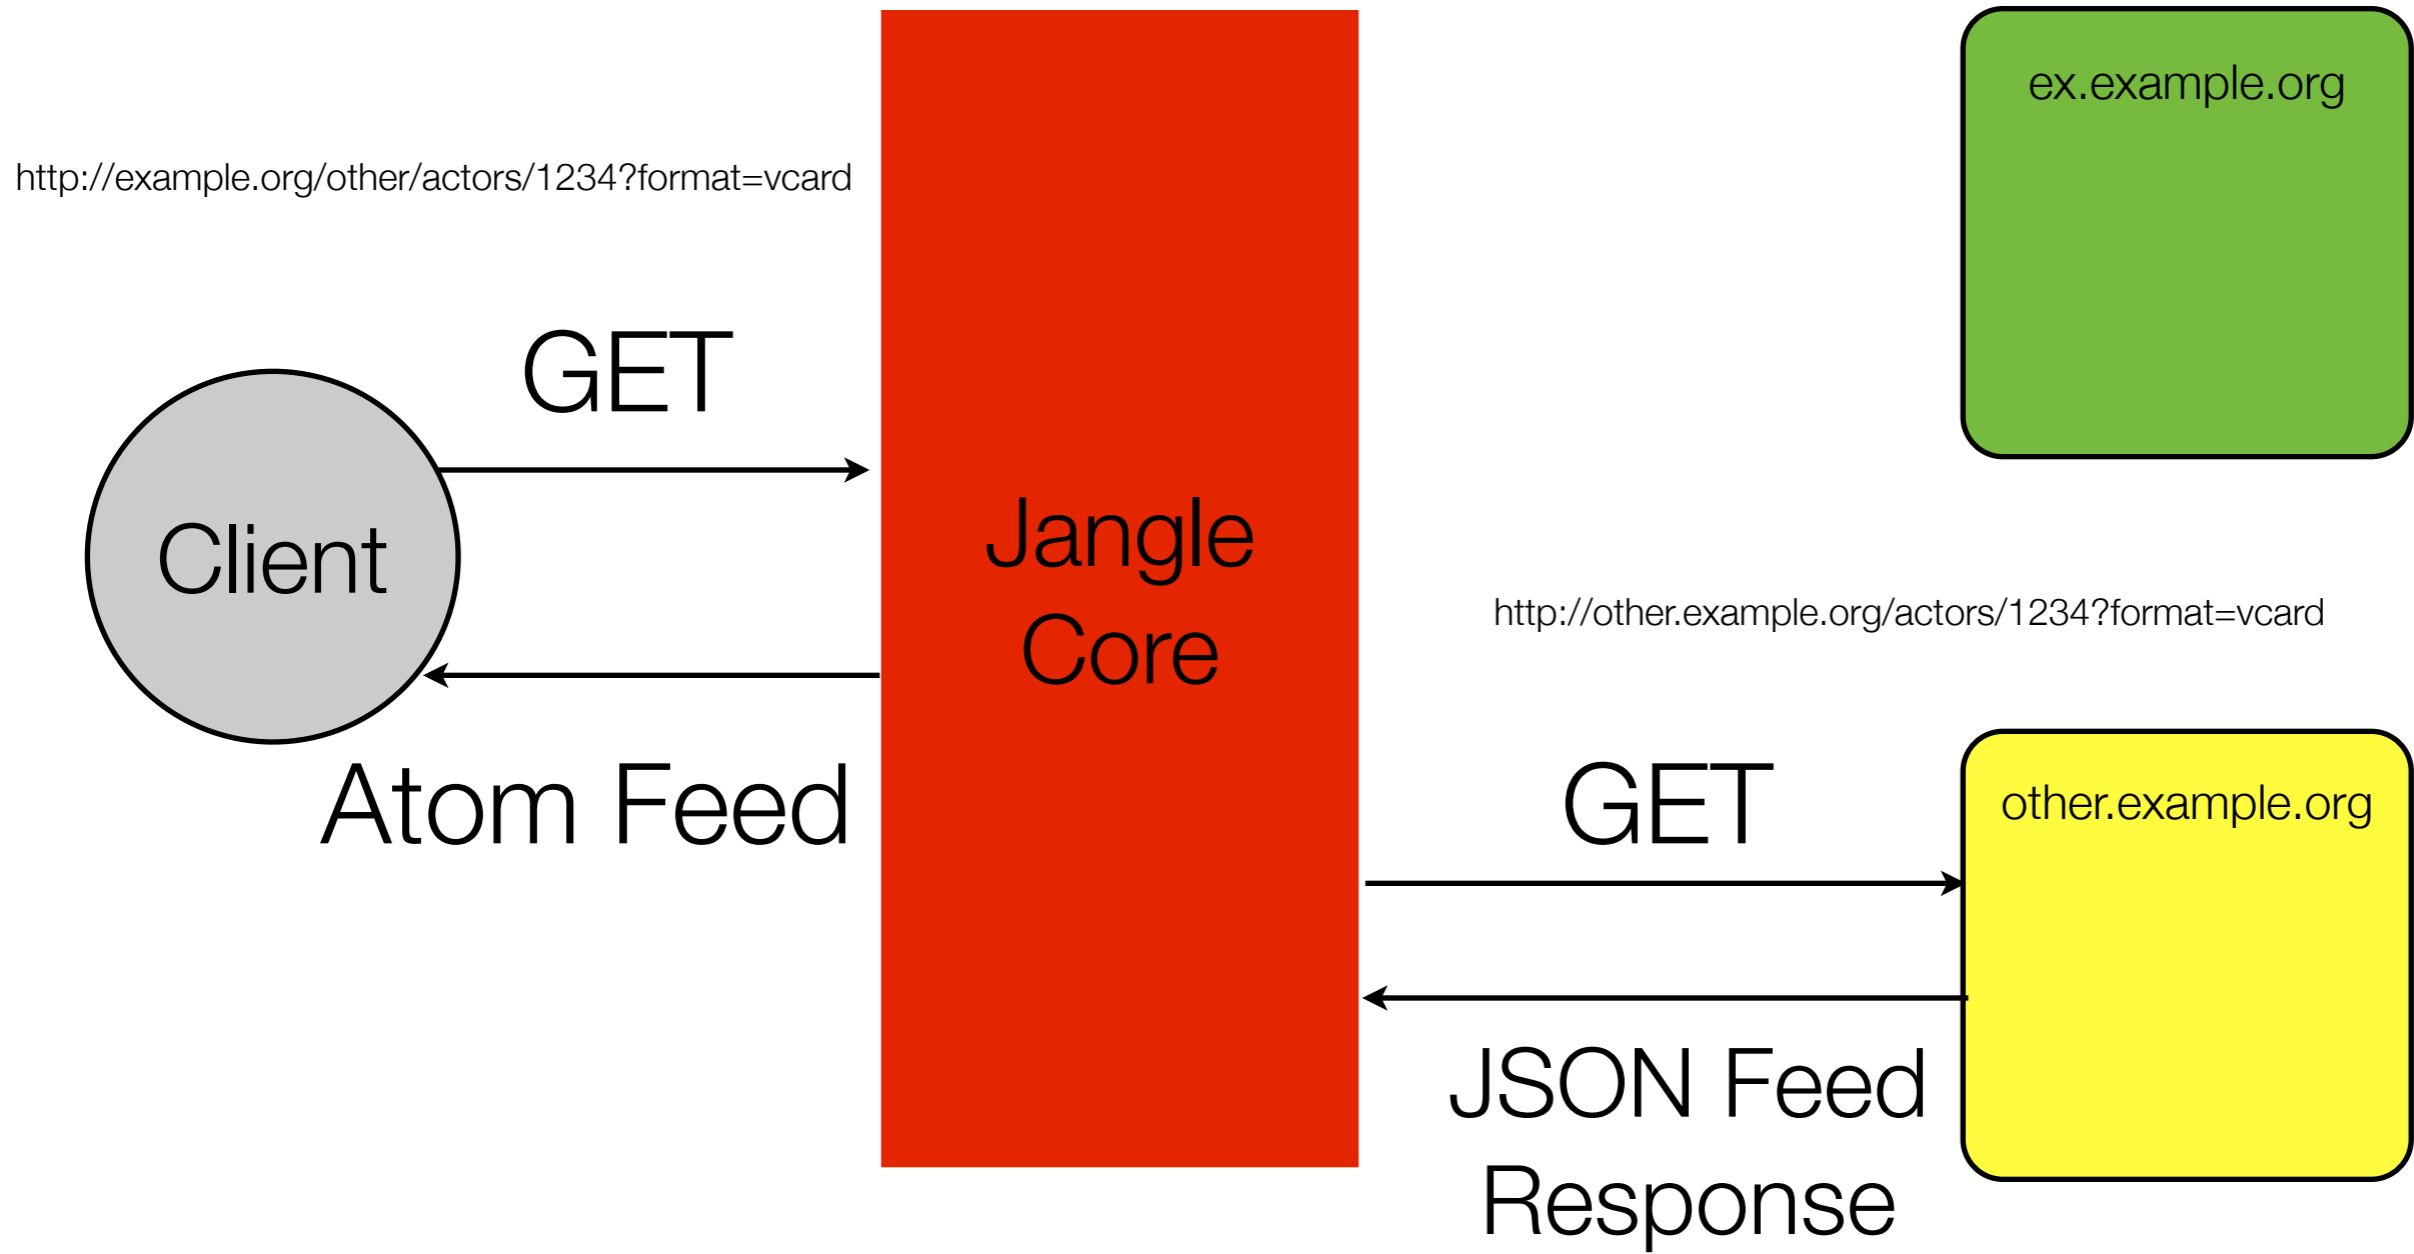 ex.example.org
http://example.org/other/actors/1234?format=vcard
GET
Client
Jangle
Core
Atom Feed
http://other.example.org/actors/1234?format=vcard
GET
other.example.org
JSON Feed
Response